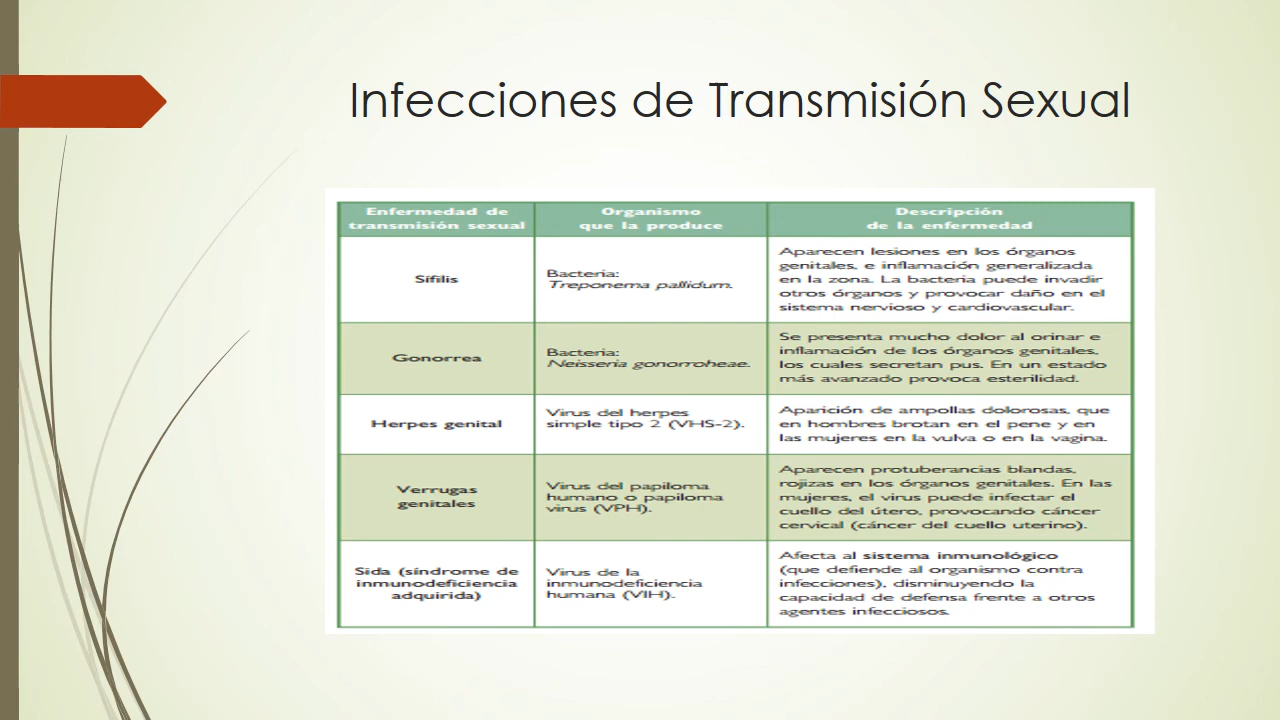 Infecciones de Transmisión Sexual
Enfermedad de
transmisión sexual
Organismo
que la produce
Descripción
de la enfermedad
Sífilis
Bacteria:
Treponema pallidum.
Aparecen lesiones en los órganos
genitales, e inflamación generalizada
en la zona. La bacteria puede invadir
otros órganos y provocar daño en el
sistema nervioso y cardiovascular.
Gonorrea
Bacteria:
Neisseria gonorroheae.
Se presenta mucho dolor al orinar e
inflamación de los órganos genitales,
los cuales secretan pus. En un estado
más avanzado provoca esterilidad.
Herpes genital
Virus del herpes
simple tipo 2 (VHS-2).
Aparición de ampollas dolorosas, que
en hombres brotan en el pene y en
las mujeres en la vulva o en la vagina.
Verrugas
genitales
Virus del papiloma
humano o papiloma
virus (VPH).
Aparecen protuberancias blandas,
rojizas en los órganos genitales. En las
mujeres, el virus puede infectar el
cuello del útero, provocando cáncer
cervical (cáncer del cuello uterino).
Sida (síndrome de
inmunodeficiencia
adquirida)
Virus de la
inmunodeficiencia
humana (VIH).
Afecta al sistema inmunológico
(que defiende al organismo contra
infecciones), disminuyendo la
capacidad de defensa frente a otros
agentes infecciosos.